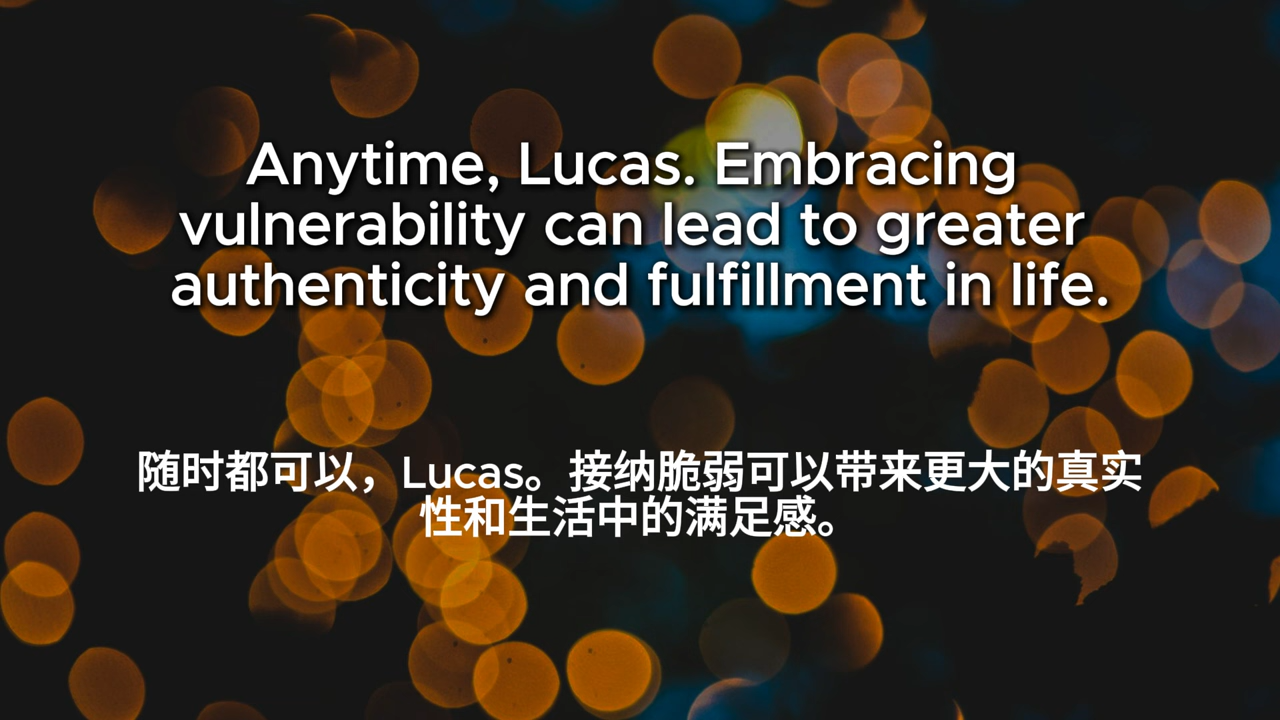 Anytime, Lucas. Embracing
vulnerability can lead to greater
authenticity and fulfillment in life.
随时都可以，Lucas。接纳脆弱可以带来更大的真实
性和生活中的满足感。